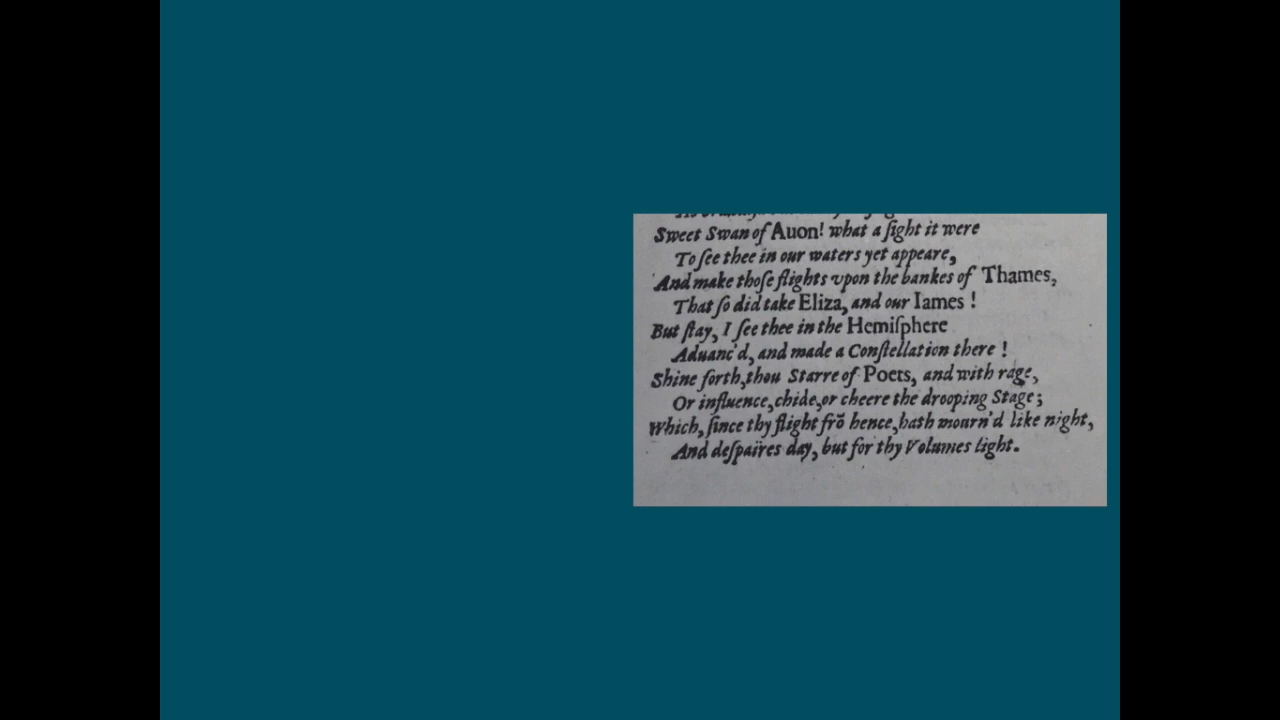 Sweet Swan of Auon! what a ſight it were
To ſee thee in our waters yet appeare,
And make thoſe flights vpon the bankes of Thames,
That ſo did take Eliza, and our Iames !
But ſtay, I ſee thee in the Hemiſphere
Aduanc'd, and made a Conſtellation there !
Shine forth, thou Starre of Poets, and with rage,
Or influence, chide, or cheere the drooping Stage;
Which, ſince thy flight frō hence, hath mourn'd like night,
And deſpaires day, but for thy Volumes light.